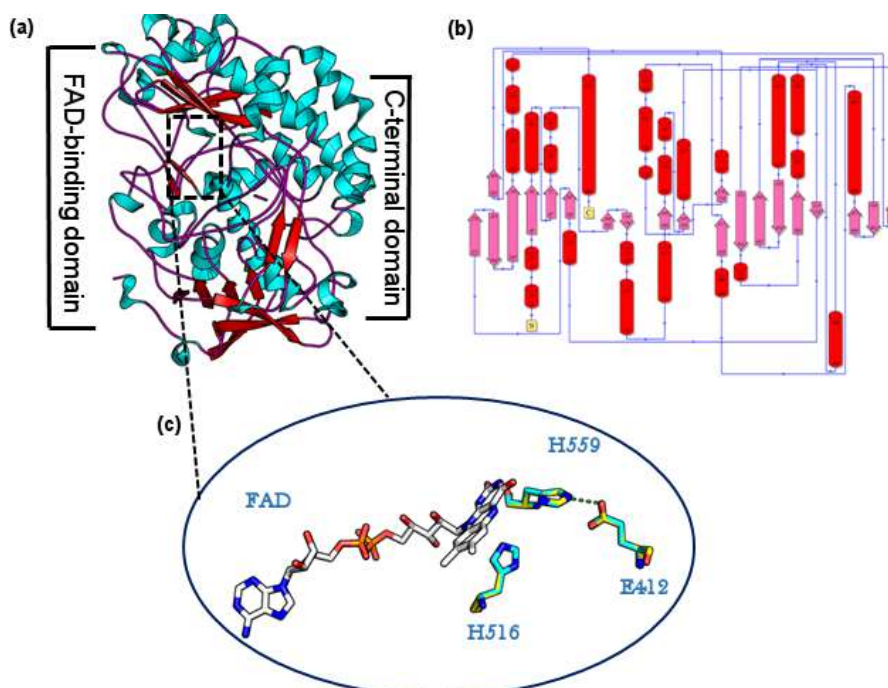 (a)
FAD-binding domain
C-terminal domain
(b)
C
N
(c)
FAD
H559
E412
H516